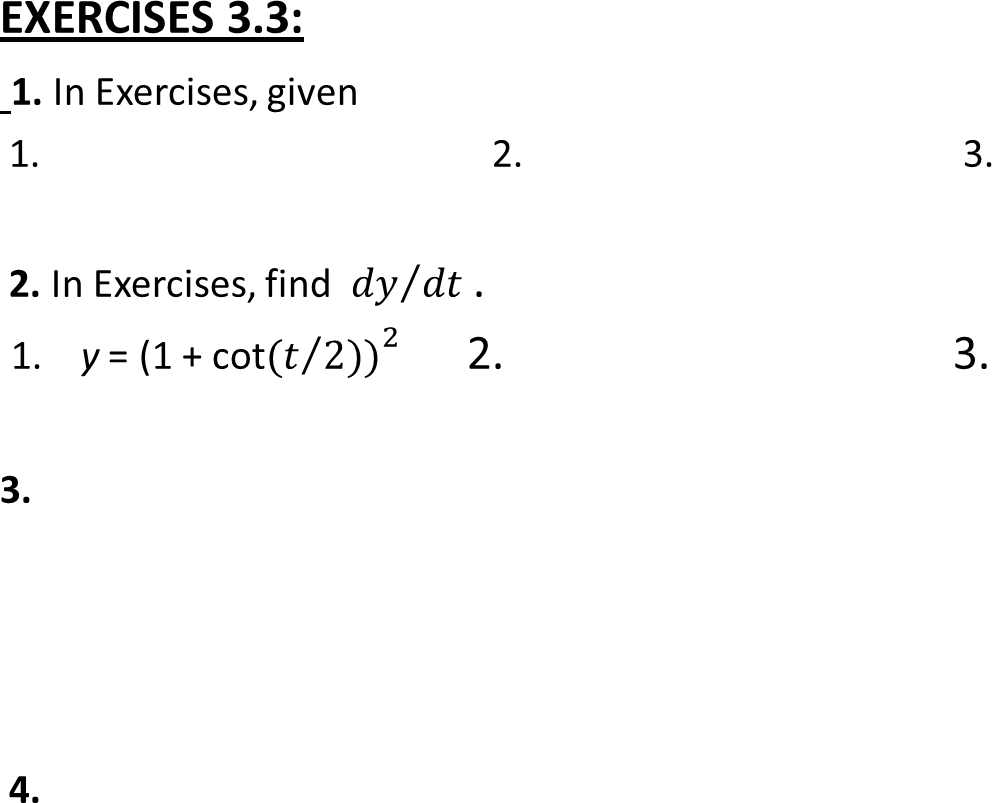 EXERCISES 3.3:
1. In Exercises, given
1. 2. 3.
2. In Exercises, find dy/dt .
1. y = (1 + cot(t/2))² 2. 3.
3.
4.